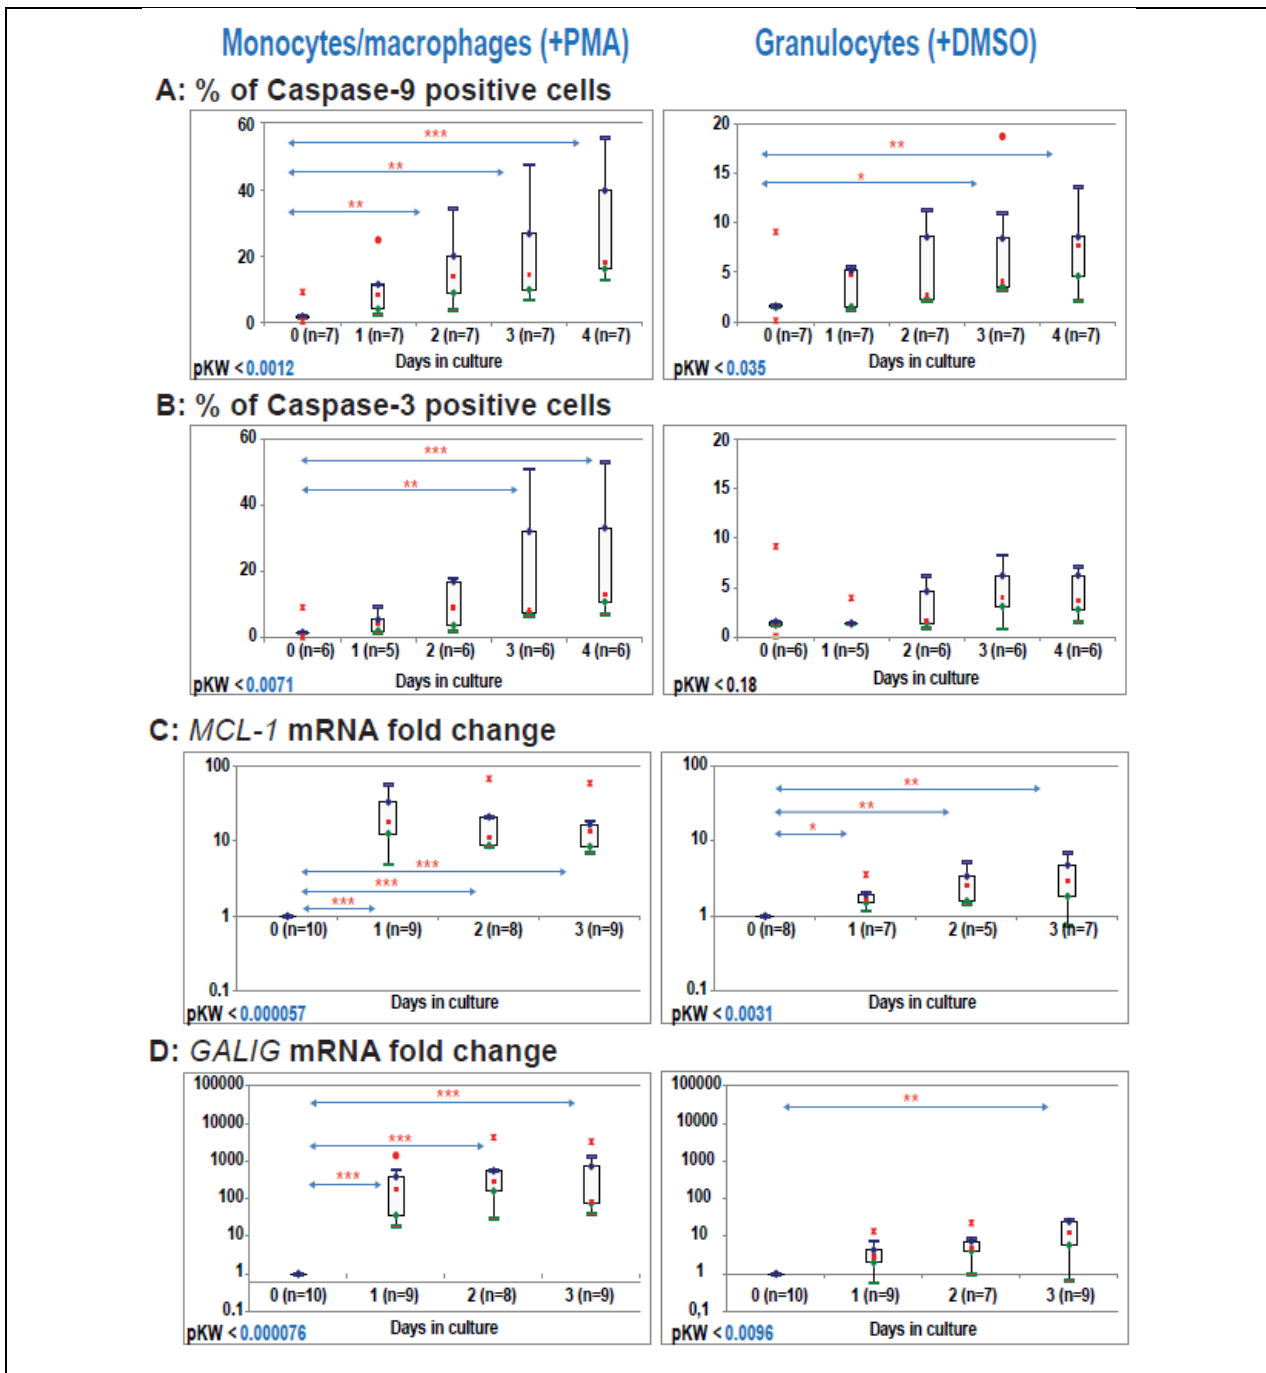 Monocytes/macrophages (+PMA)
Granulocytes (+DMSO)
A: % of Caspase-9 positive cells
60
40
20
0
***
**
**
0 (n=7) 1 (n=7) 2 (n=7) 3 (n=7) 4 (n=7)
Days in culture
pKW < 0.0012
20
15
10
5
0
**
*
0 (n=7) 1 (n=7) 2 (n=7) 3 (n=7) 4 (n=7)
Days in culture
pKW < 0.035
B: % of Caspase-3 positive cells
60
40
20
0
***
**
0 (n=6) 1 (n=5) 2 (n=6) 3 (n=6) 4 (n=6)
Days in culture
pKW < 0.0071
20
15
10
5
0
0 (n=6) 1 (n=5) 2 (n=6) 3 (n=6) 4 (n=6)
Days in culture
pKW < 0.18
C: MCL-1 mRNA fold change
100
10
1
0.1
***
***
***
0 (n=10) 1 (n=9) 2 (n=8) 3 (n=9)
Days in culture
pKW < 0.000057
100
10
1
0.1
**
**
*
0 (n=8) 1 (n=7) 2 (n=5) 3 (n=7)
Days in culture
pKW < 0.0031
D: GALIG mRNA fold change
100000
10000
1000
100
10
1
0.1
***
***
***
0 (n=10) 1 (n=9) 2 (n=8) 3 (n=9)
Days in culture
pKW < 0.000076
100000
10000
1000
100
10
1
0,1
**
0 (n=10) 1 (n=9) 2 (n=7) 3 (n=9)
Days in culture
pKW < 0.0096